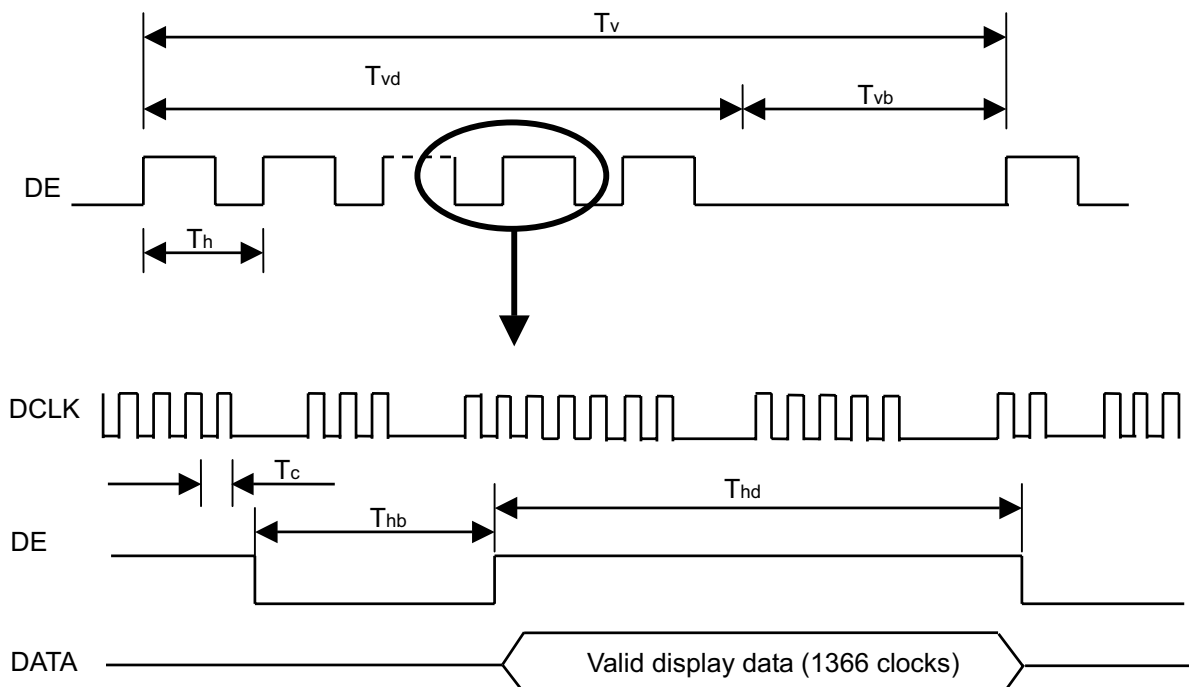 Tv
Tvd
Tvb
DE
Th
DCLK
Tc
Thd
Thb
DE
DATA
Valid display data (1366 clocks)